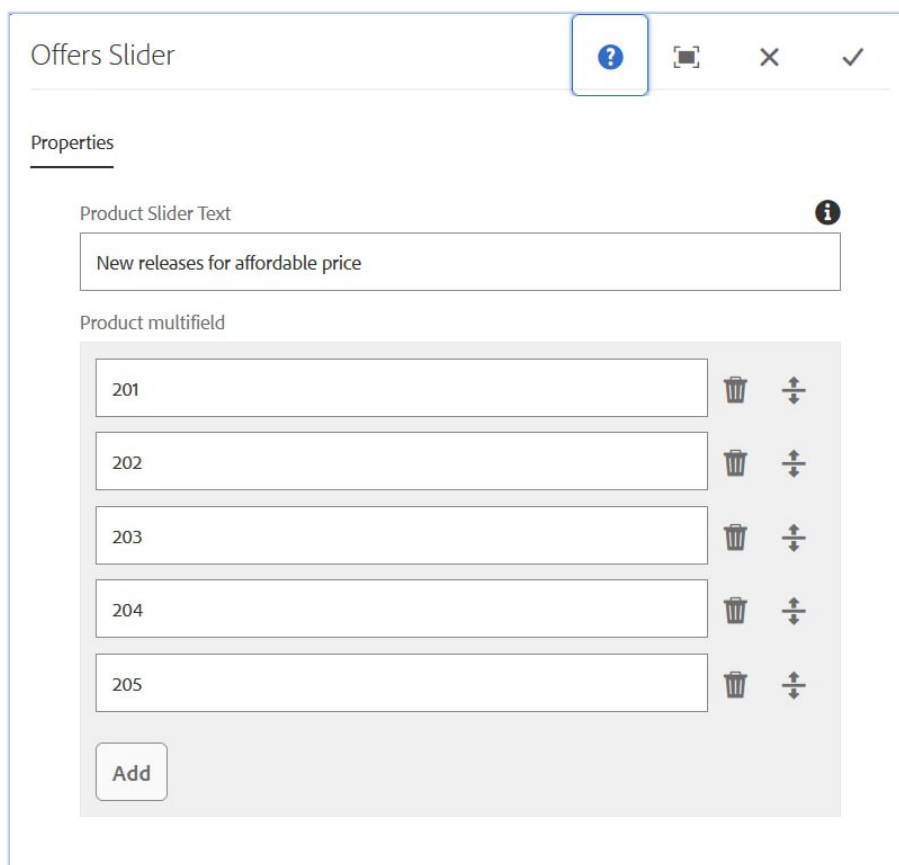 Offers Slider
Properties
Product Slider Text
New releases for affordable price
Product multifield
201
202
203
204
205
Add